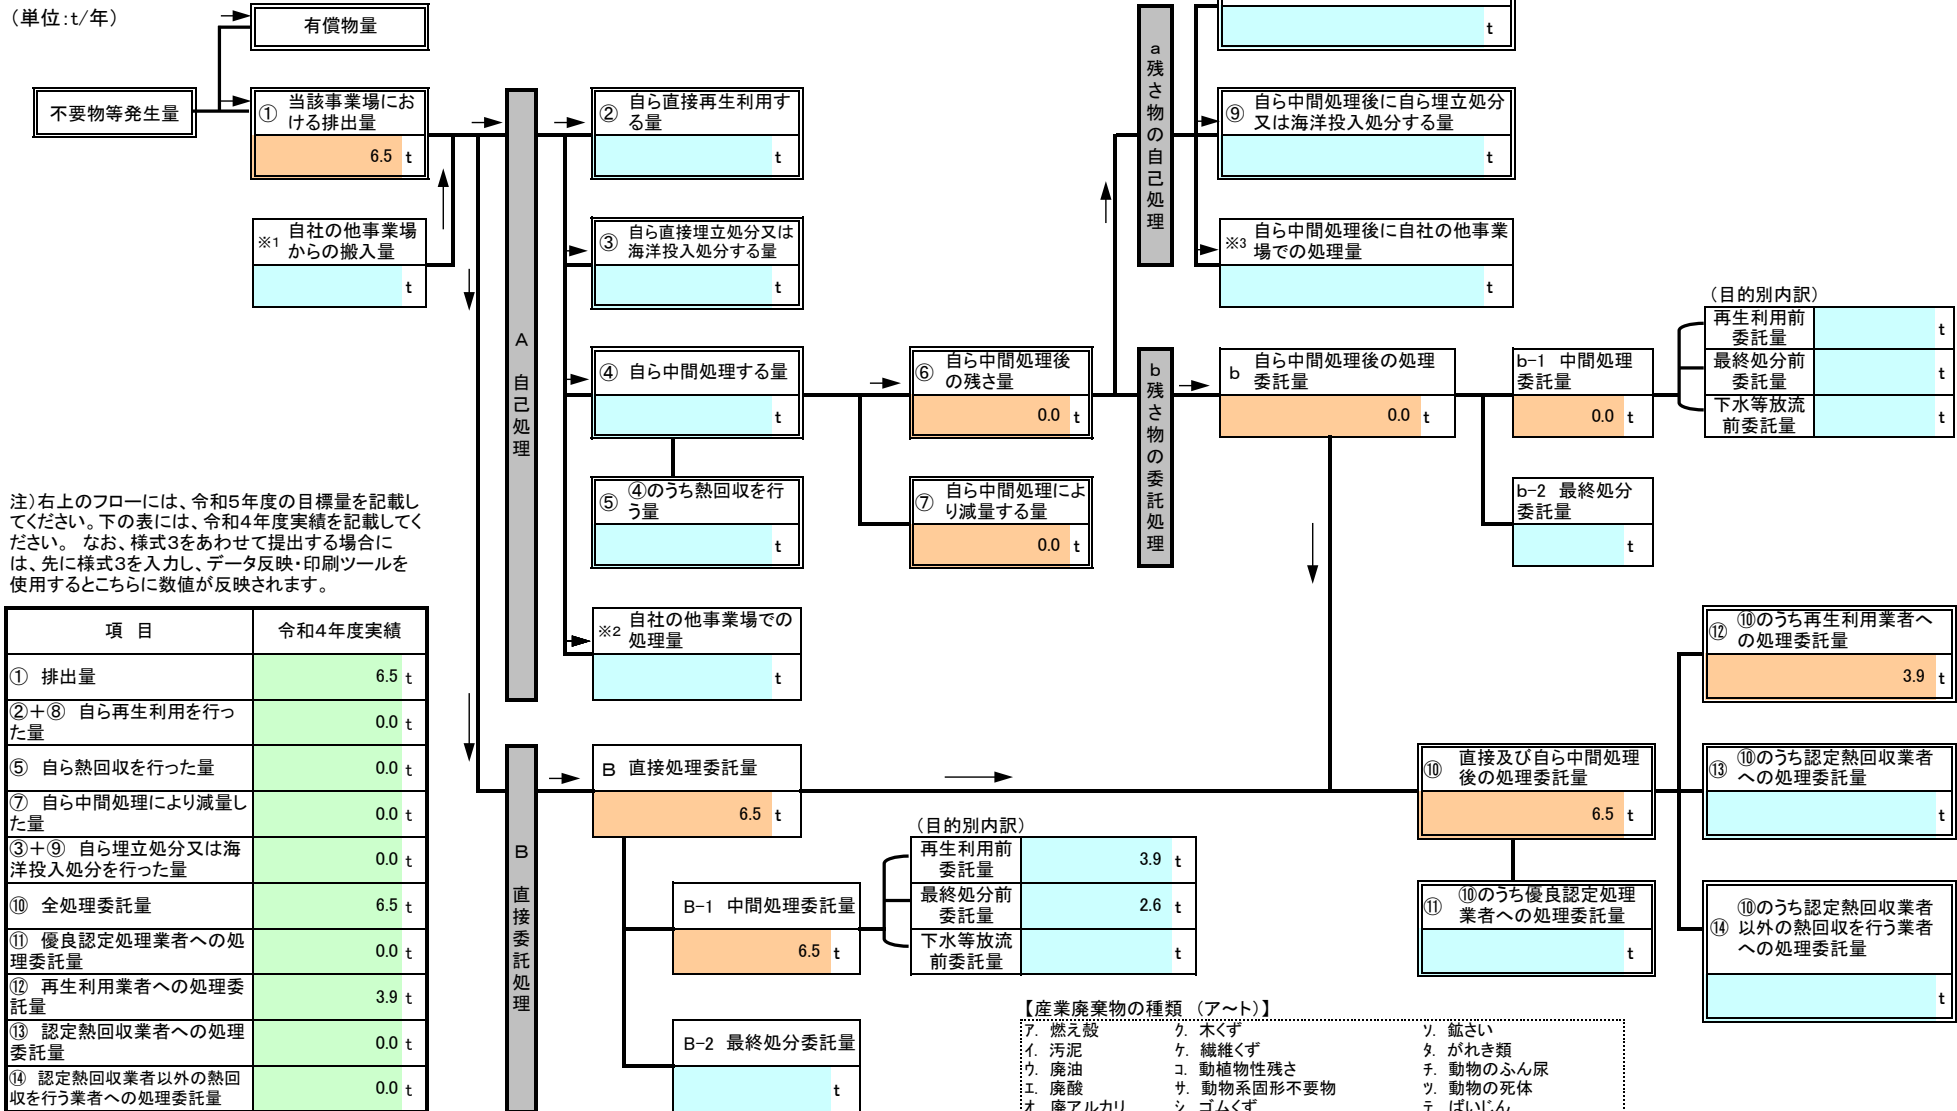 （単位：t/年）
有償物量
不要物等発生量
① 当該事業場にお
ける排出量
6.5 t
※1 自社の他事業場
からの搬入量
t
A 自己処理
② 自ら直接再生利用す
る量
t
③ 自ら直接埋立処分又は
海洋投入処分する量
t
④ 自ら中間処理する量
t
⑤ ④のうち熱回収を行
う量
t
※2 自社の他事業場での
処理量
t
⑥ 自ら中間処理後
の残さ量
0.0 t
⑦ 自ら中間処理によ
り減量する量
0.0 t
a残さ物の自己処理
t
⑨ 自ら中間処理後に自ら埋立処分
又は海洋投入処分する量
t
※3 自ら中間処理後に自社の他事業
場での処理量
t
b残さ物の委託処理
b 自ら中間処理後の処理
委託量
0.0 t
b-1 中間処理
委託量
0.0 t
b-2 最終処分
委託量
t
（目的別内訳）
再生利用前
委託量
t
最終処分前
委託量
t
下水等放流
前委託量
t
注）右上のフローには、令和5年度の目標量を記載し
てください。下の表には、令和4年度実績を記載してく
ださい。 なお、様式3をあわせて提出する場合に
は、先に様式3を入力し、データ反映・印刷ツールを
使用するとこちらに数値が反映されます。
項 目 令和4年度実績
① 排出量 6.5 t
②＋⑧ 自ら再生利用を行っ
た量 0.0 t
⑤ 自ら熱回収を行った量 0.0 t
⑦ 自ら中間処理により減量し
た量 0.0 t
③＋⑨ 自ら埋立処分又は海
洋投入処分を行った量 0.0 t
⑩ 全処理委託量 6.5 t
⑪ 優良認定処理業者への処
理委託量 0.0 t
⑫ 再生利用業者への処理委
託量 3.9 t
⑬ 認定熱回収業者への処理
委託量 0.0 t
⑭ 認定熱回収業者以外の熱回
収を行う業者への処理委託量 0.0 t
B 直接委託処理
B 直接処理委託量
6.5 t
B-1 中間処理委託量
6.5 t
B-2 最終処分委託量
t
（目的別内訳）
再生利用前
委託量
3.9 t
最終処分前
委託量
2.6 t
下水等放流
前委託量
t
⑩ 直接及び自ら中間処理
後の処理委託量
6.5 t
⑪ ⑩のうち優良認定処理
業者への処理委託量
t
⑫ ⑩のうち再生利用業者へ
の処理委託量
3.9 t
⑬ ⑩のうち認定熱回収業者
への処理委託量
t
⑭ ⑩のうち認定熱回収業者
以外の熱回収を行う業者
への処理委託量
t
【産業廃棄物の種類 （ア～ト）】
ア. 燃え殻 ク. 木くず ソ. 鉱さい
イ. 汚泥 ケ. 繊維くず タ. がれき類
ウ. 廃油 コ. 動植物性残さ チ. 動物のふん尿
エ. 廃酸 サ. 動物系固形不要物 ツ. 動物の死体
オ. 廃アルカリ シ. ゴムくず テ. ばいじん